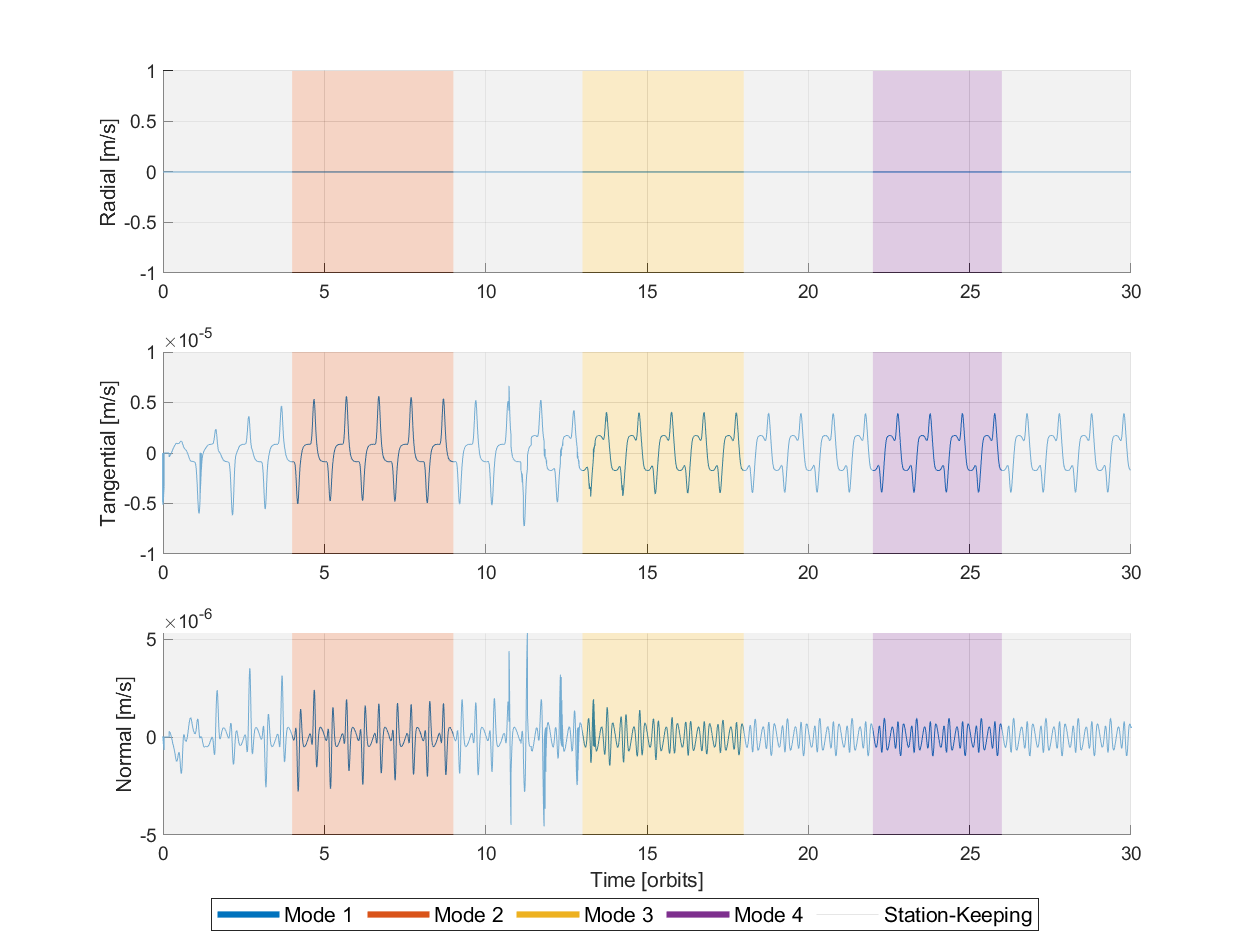 Radial [m/s]
1
0.5
0
-0.5
-1
0 5 10 15 20 25 30
×10-5
Tangential [m/s]
1
0.5
0
-0.5
-1
0 5 10 15 20 25 30
×10-6
Normal [m/s]
5
0
-5
0 5 10 15 20 25 30
Time [orbits]
Mode 1 Mode 2 Mode 3 Mode 4 Station-Keeping